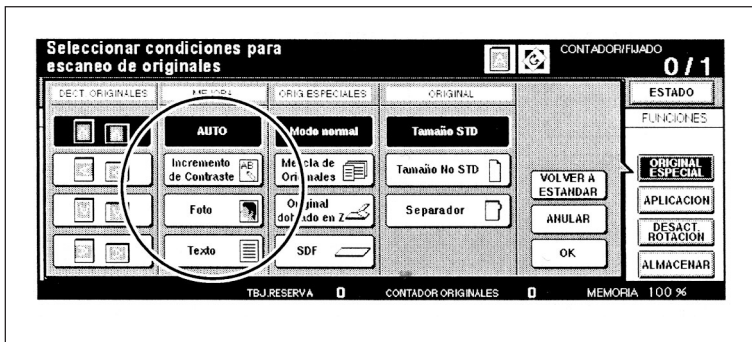 Seleccionar condiciones para
escaneo de originales
CONTADOR/FIJADO
0 / 1
DECT. ORIGINALES
MEJORA
ORIG.ESPECIALES
ORIGINAL
ESTADO
FUNCIONES
AUTO
Modo normal
Tamaño STD
Incremento
de Contraste
AB
Mezcla de
Originales
Tamaño No STD
VOLVER A
ESTANDAR
ORIGINAL
ESPECIAL
Foto
Original
doblado en Z
Separador
ANULAR
APLICACION
DESACT.
ROTACION
Texto
SDF
OK
ALMACENAR
TBJ.RESERVA 0 CONTADOR ORIGINALES 0 MEMORIA 100 %